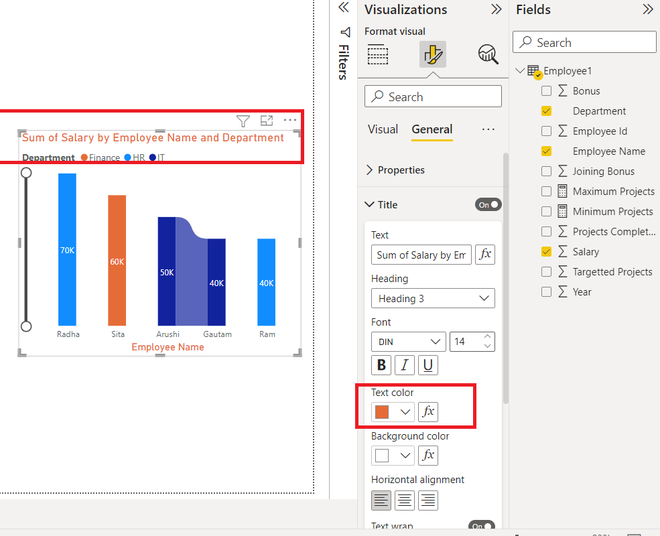 Sum of Salary by Employee Name and Department
Department Finance HR IT
70K
60K
50K
40K
40K
Radha Sita Arushi Gautam Ram
Employee Name
Filters
Visualizations
Format visual
Search
Visual General
Properties
Title On
Text
Sum of Salary by Em fx
Heading
Heading 3
Font
DIN 14
B I U
Text color
fx
Background color
fx
Horizontal alignment
Text wrap On
Fields
Search
Employee1
Bonus
Department
Employee Id
Employee Name
Joining Bonus
Maximum Projects
Minimum Projects
Projects Complet...
Salary
Targetted Projects
Year